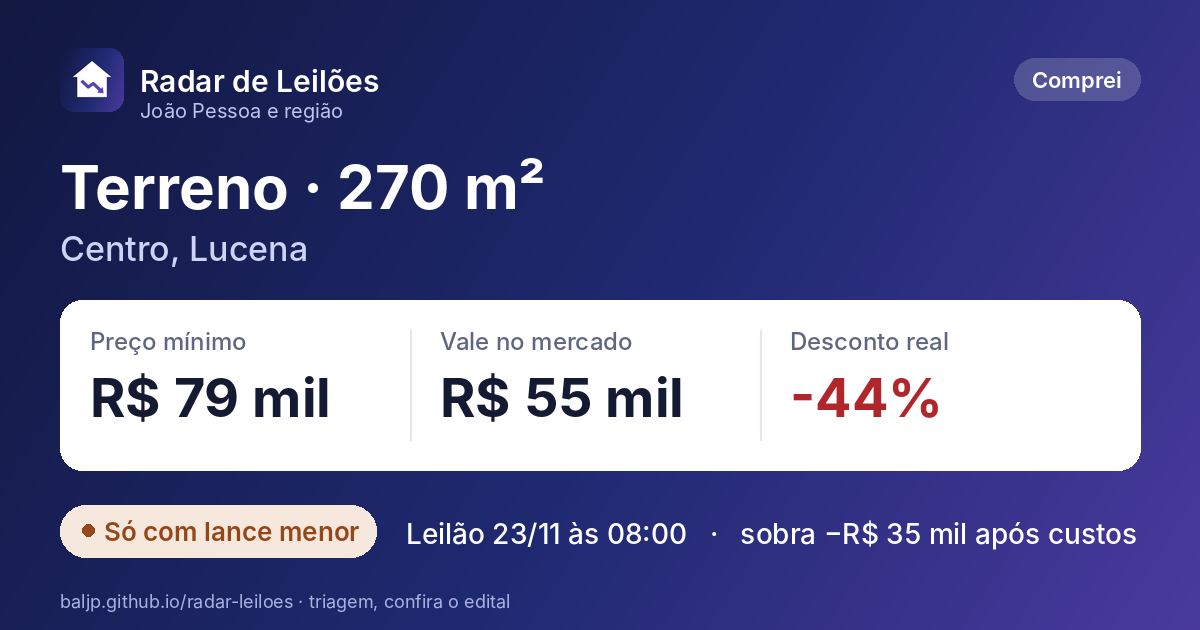 Radar de Leilões
João Pessoa e região
Comprei
Terreno · 270 m²
Centro, Lucena
Preço mínimo
R$ 79 mil
Vale no mercado
R$ 55 mil
Desconto real
-44%
Só com lance menor
Leilão 23/11 às 08:00 · sobra −R$ 35 mil após custos
baljp.github.io/radar-leiloes · triagem, confira o edital